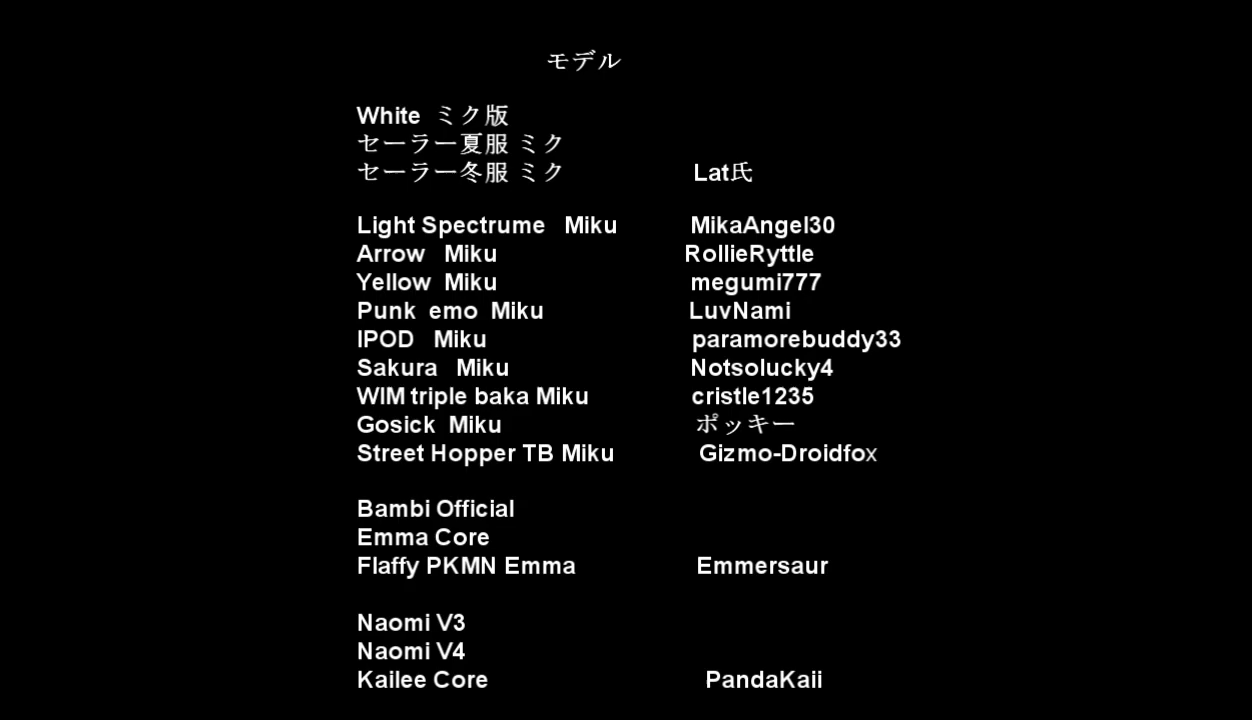 モデル
White ミク版
セーラー夏服 ミク
セーラー冬服 ミク Lat氏
Light Spectrume Miku MikaAngel30
Arrow Miku RollieRyttle
Yellow Miku megumi777
Punk emo Miku LuvNami
IPOD Miku paramorebuddy33
Sakura Miku Notsolucky4
WIM triple baka Miku cristle1235
Gosick Miku ポッキー
Street Hopper TB Miku Gizmo-Droidfox
Bambi Official
Emma Core
Flaffy PKMN Emma Emmersaur
Naomi V3
Naomi V4
Kailee Core PandaKaii